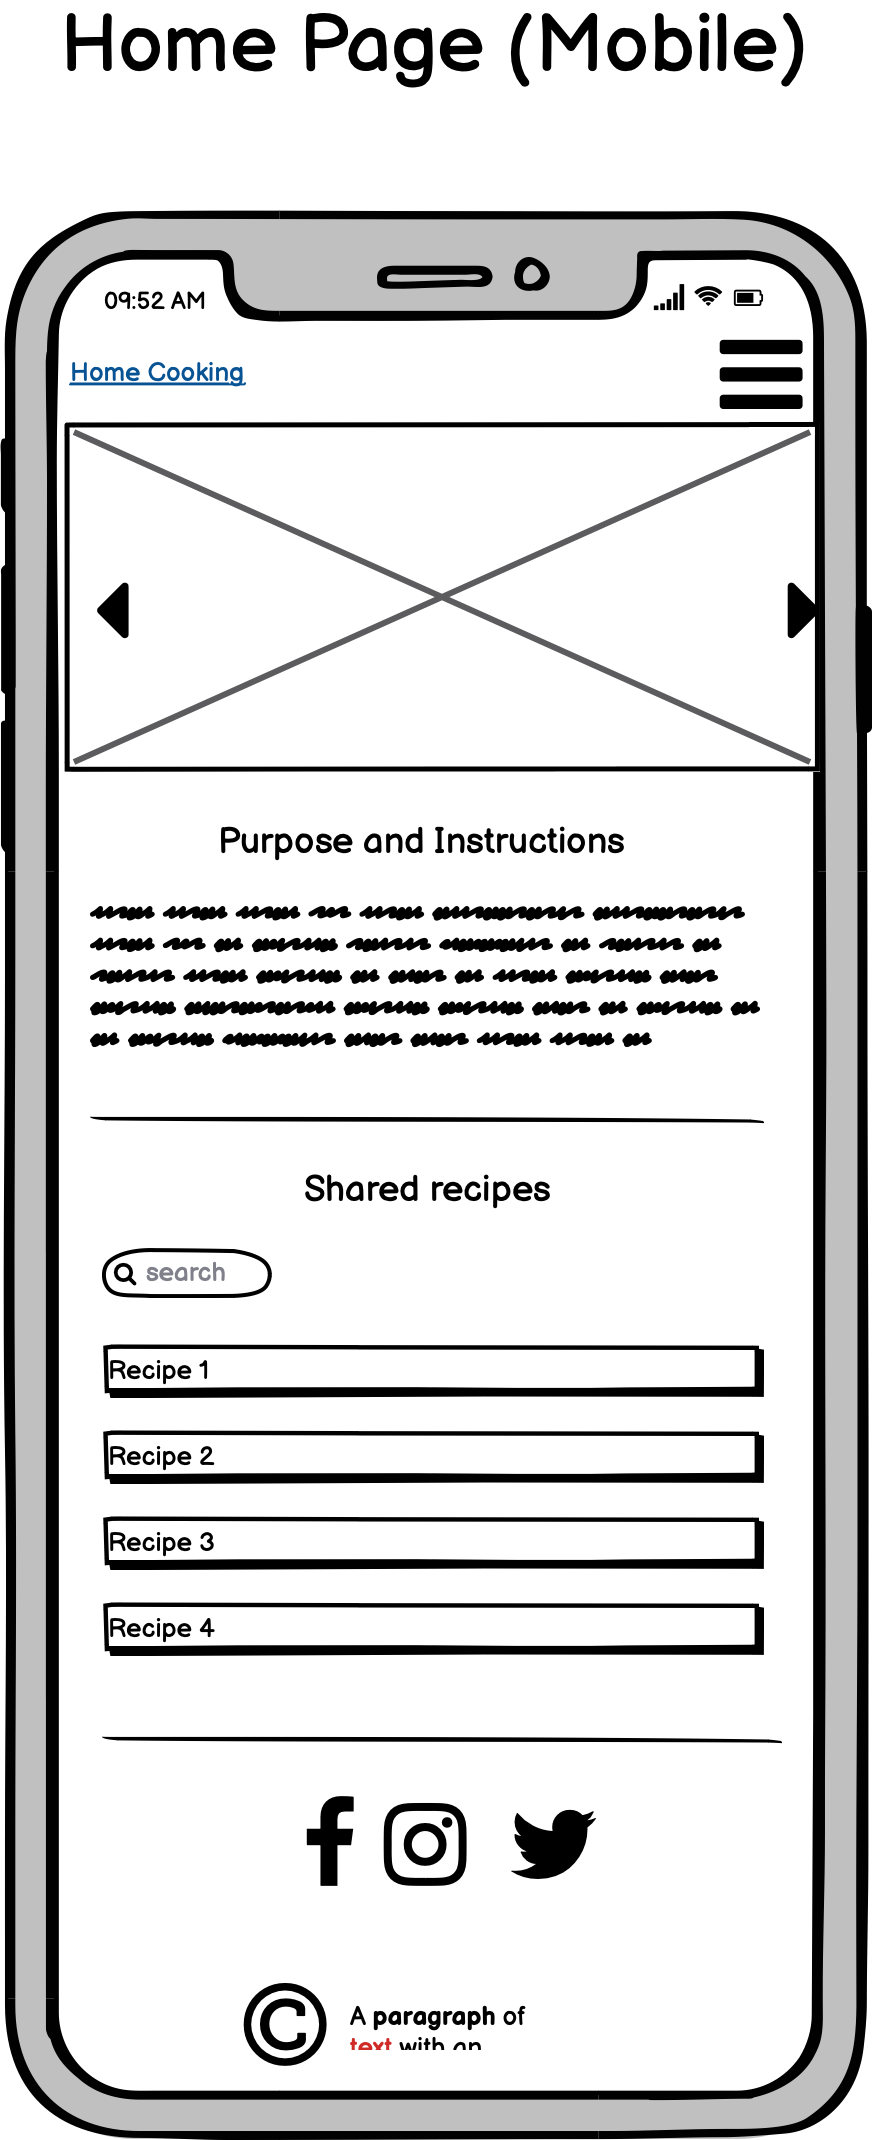 Home Page (Mobile)
09:52 AM
Home Cooking
Purpose and Instructions
Shared recipes
search
Recipe 1
Recipe 2
Recipe 3
Recipe 4
© A paragraph of
text with an